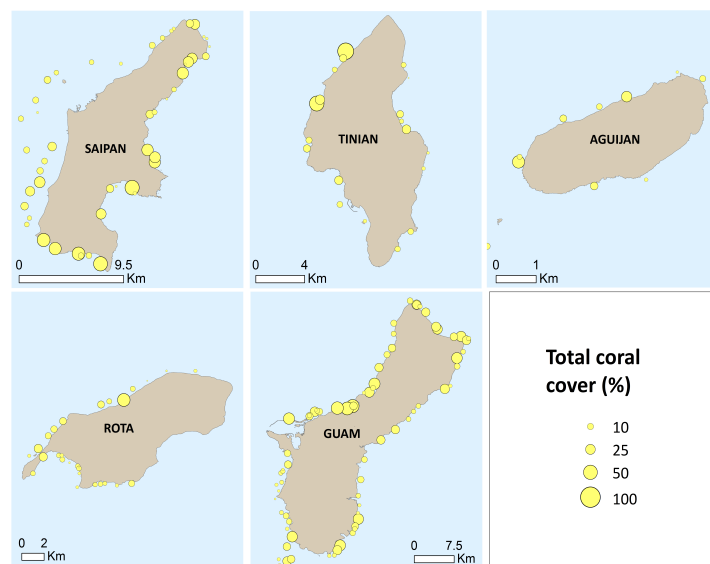 SAIPAN
0 9.5
Km
TINIAN
0 4
Km
AGUIJAN
0 1
Km
ROTA
0 2
Km
GUAM
0 7.5
Km
Total coral
cover (%)
10
25
50
100